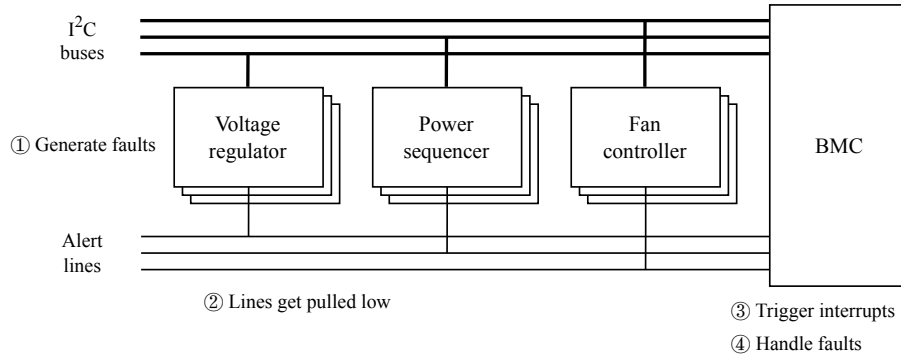 I²C
buses
① Generate faults
Voltage
regulator
Power
sequencer
Fan
controller
BMC
Alert
lines
② Lines get pulled low
③ Trigger interrupts
④ Handle faults